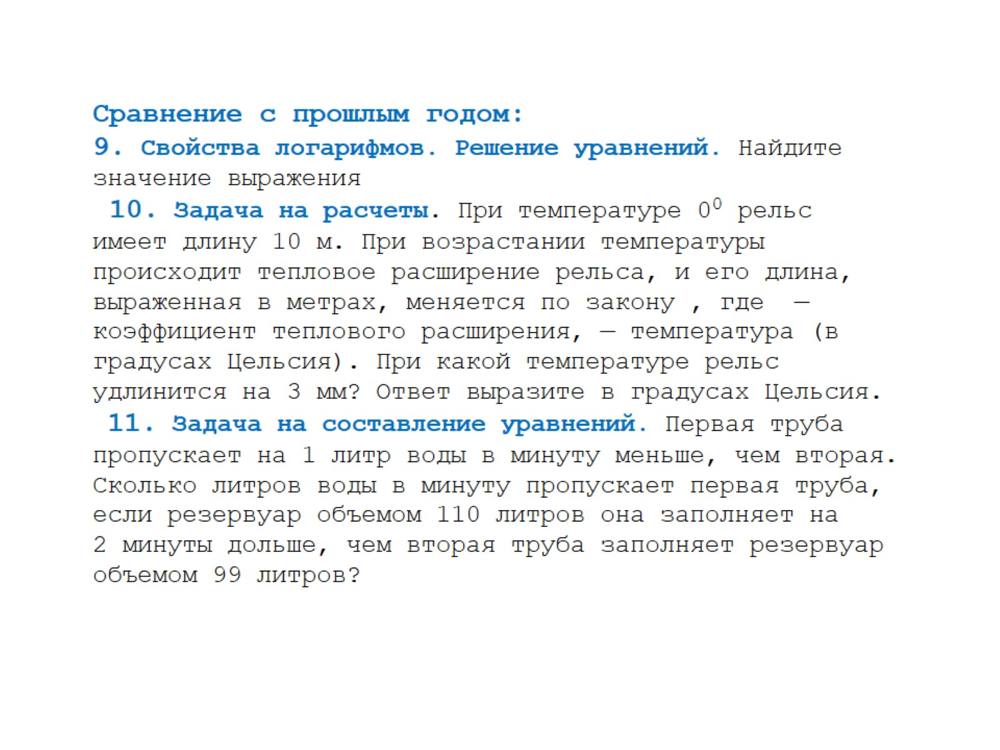 Сравнение с прошлым годом:
9. Свойства логарифмов. Решение уравнений. Найдите
значение выражения
10. Задача на расчеты. При температуре 0⁰ рельс
имеет длину 10 м. При возрастании температуры
происходит тепловое расширение рельса, и его длина,
выраженная в метрах, меняется по закону , где  —
коэффициент теплового расширения, — температура (в
градусах Цельсия). При какой температуре рельс
удлинится на 3 мм? Ответ выразите в градусах Цельсия.
11. Задача на составление уравнений. Первая труба
пропускает на 1 литр воды в минуту меньше, чем вторая.
Сколько литров воды в минуту пропускает первая труба,
если резервуар объемом 110 литров она заполняет на
2 минуты дольше, чем вторая труба заполняет резервуар
объемом 99 литров?